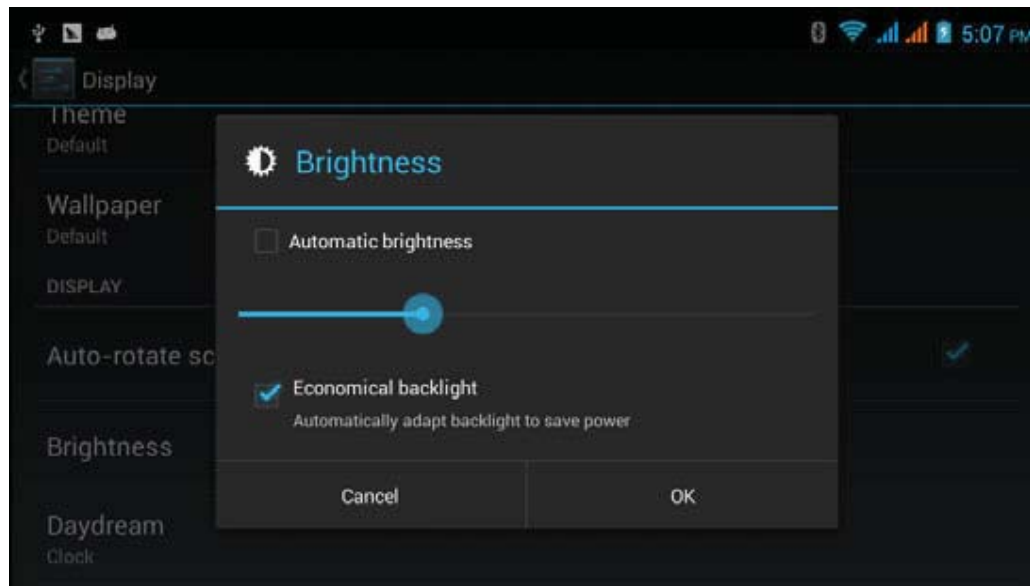 5:07 PM
Display
Theme
Default
Wallpaper
Default
DISPLAY
Auto-rotate sc
Brightness
Daydream
Clock
Brightness
Automatic brightness
Economical backlight
Automatically adapt backlight to save power
Cancel
OK